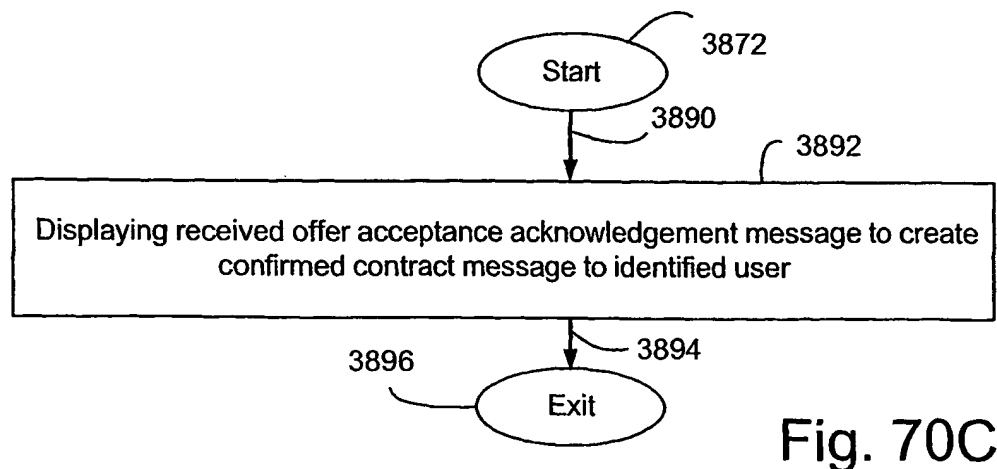 3872
Start
3890
3892
Displaying received offer acceptance acknowledgement message to create
confirmed contract message to identified user
3894
3896
Exit
Fig. 70C